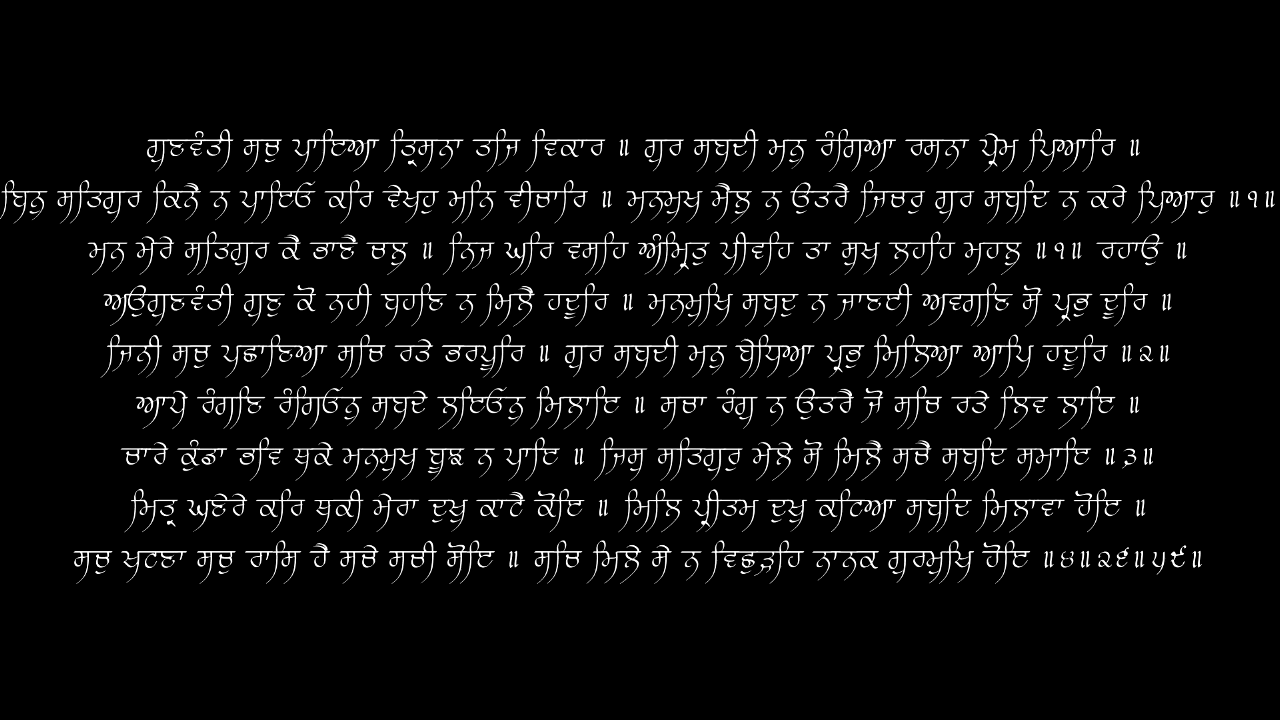 ਗੁਣਵੰਤੀ ਸਚੁ ਪਾਇਆ ਤ੍ਰਿਸਨਾ ਤਜਿ ਵਿਕਾਰ ॥ ਗੁਰ ਸਬਦੀ ਮਨੁ ਰੰਗਿਆ ਰਸਨਾ ਪ੍ਰੇਮ ਪਿਆਰਿ ॥
ਬਿਨੁ ਸਤਿਗੁਰ ਕਿਨੈ ਨ ਪਾਇਓ ਕਰਿ ਵੇਖਹੁ ਮਨਿ ਵੀਚਾਰਿ ॥ ਮਨਮੁਖ ਮੈਲੁ ਨ ਉਤਰੈ ਜਿਚਰੁ ਗੁਰ ਸਬਦਿ ਨ ਕਰੇ ਪਿਆਰੁ ॥੧॥
ਮਨ ਮੇਰੇ ਸਤਿਗੁਰ ਕੈ ਭਾਣੈ ਚਲੁ ॥ ਨਿਜ ਘਰਿ ਵਸਹਿ ਅੰਮ੍ਰਿਤੁ ਪੀਵਹਿ ਤਾ ਸੁਖ ਲਹਹਿ ਮਹਲੁ ॥੧॥ ਰਹਾਉ ॥
ਅਉਗੁਣਵੰਤੀ ਗੁਣੁ ਕੋ ਨਹੀ ਬਹਣਿ ਨ ਮਿਲੈ ਹਦੂਰਿ ॥ ਮਨਮੁਖਿ ਸਬਦੁ ਨ ਜਾਣਈ ਅਵਗਣਿ ਸੋ ਪ੍ਰਭੁ ਦੂਰਿ ॥
ਜਿਨੀ ਸਚੁ ਪਛਾਣਿਆ ਸਚਿ ਰਤੇ ਭਰਪੂਰਿ ॥ ਗੁਰ ਸਬਦੀ ਮਨੁ ਬੇਧਿਆ ਪ੍ਰਭੁ ਮਿਲਿਆ ਆਪਿ ਹਦੂਰਿ ॥੨॥
ਆਪੇ ਰੰਗਣਿ ਰੰਗਿਓਨੁ ਸਬਦੇ ਲਇਓਨੁ ਮਿਲਾਇ ॥ ਸਚਾ ਰੰਗੁ ਨ ਉਤਰੈ ਜੋ ਸਚਿ ਰਤੇ ਲਿਵ ਲਾਇ ॥
ਚਾਰੇ ਕੁੰਡਾ ਭਵਿ ਥਕੇ ਮਨਮੁਖ ਬੂਝ ਨ ਪਾਇ ॥ ਜਿਸੁ ਸਤਿਗੁਰੁ ਮੇਲੇ ਸੋ ਮਿਲੈ ਸਚੈ ਸਬਦਿ ਸਮਾਇ ॥੩॥
ਮਿਤ੍ਰ ਘਣੇਰੇ ਕਰਿ ਥਕੀ ਮੇਰਾ ਦੁਖੁ ਕਾਟੈ ਕੋਇ ॥ ਮਿਲਿ ਪ੍ਰੀਤਮ ਦੁਖੁ ਕਟਿਆ ਸਬਦਿ ਮਿਲਾਵਾ ਹੋਇ ॥
ਸਚੁ ਖਟਣਾ ਸਚੁ ਰਾਸਿ ਹੈ ਸਚੇ ਸਚੀ ਸੋਇ ॥ ਸਚਿ ਮਿਲੇ ਸੇ ਨ ਵਿਛੁੜਹਿ ਨਾਨਕ ਗੁਰਮੁਖਿ ਹੋਇ ॥੪॥੨੬॥੫੯॥